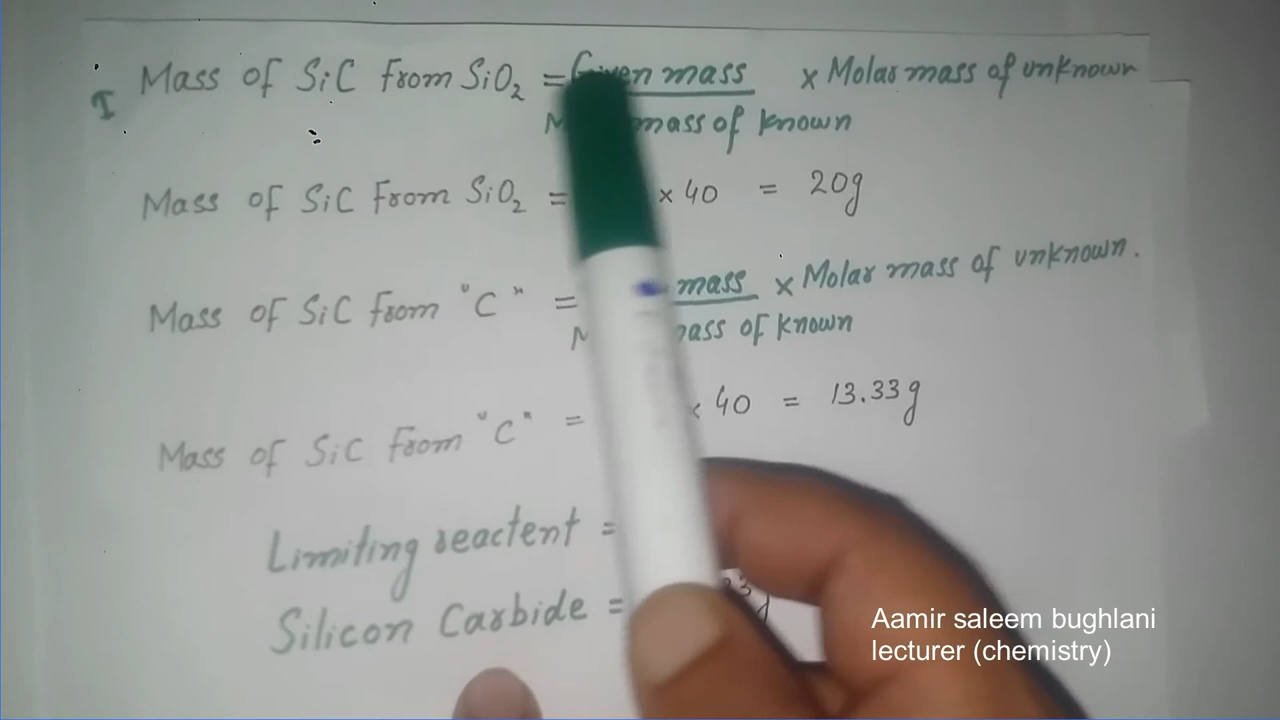 Mass of SiC from SiO2 = Given mass x Molar mass of unknown
mass of known
Mass of SiC From SiO2 = x 40 = 20g
Mass of SiC from "C" = mass x Molar mass of unknown.
mass of known
Mass of SiC from "C" = x 40 = 13.33g
Limiting reactent =
Silicon Carbide =
Aamir saleem bughlani
lecturer (chemistry)